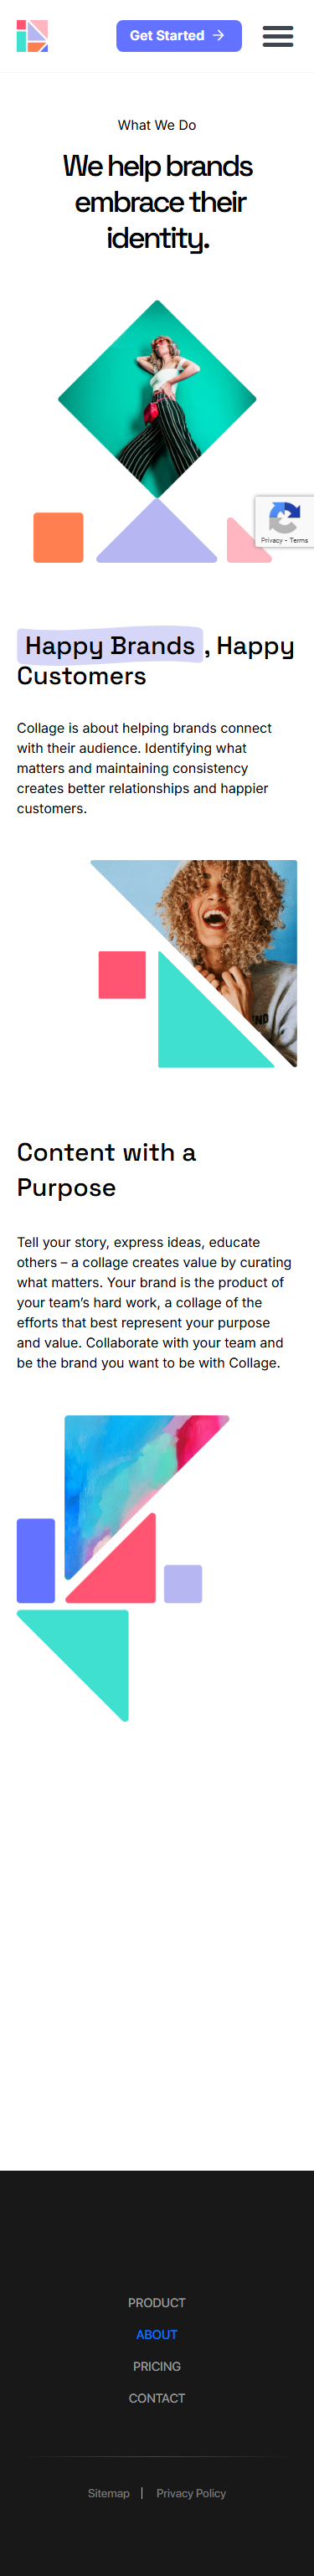 Get Started →
What We Do
We help brands
embrace their
identity.
Privacy - Terms
Happy Brands , Happy
Customers
Collage is about helping brands connect
with their audience. Identifying what
matters and maintaining consistency
creates better relationships and happier
customers.
Content with a
Purpose
Tell your story, express ideas, educate
others – a collage creates value by curating
what matters. Your brand is the product of
your team’s hard work, a collage of the
efforts that best represent your purpose
and value. Collaborate with your team and
be the brand you want to be with Collage.
PRODUCT
ABOUT
PRICING
CONTACT
Sitemap | Privacy Policy